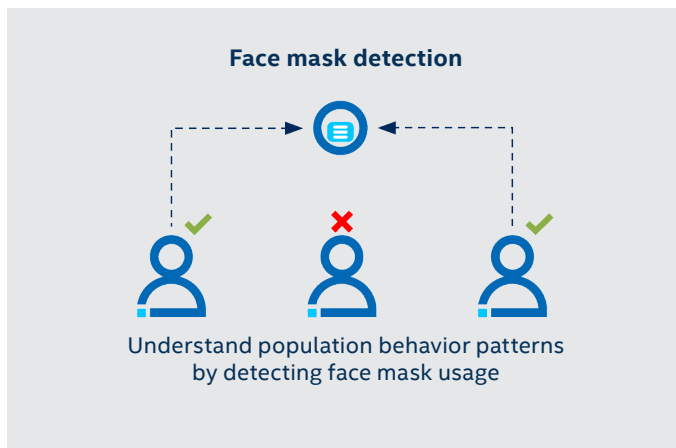 Face mask detection
Understand population behavior patterns
by detecting face mask usage